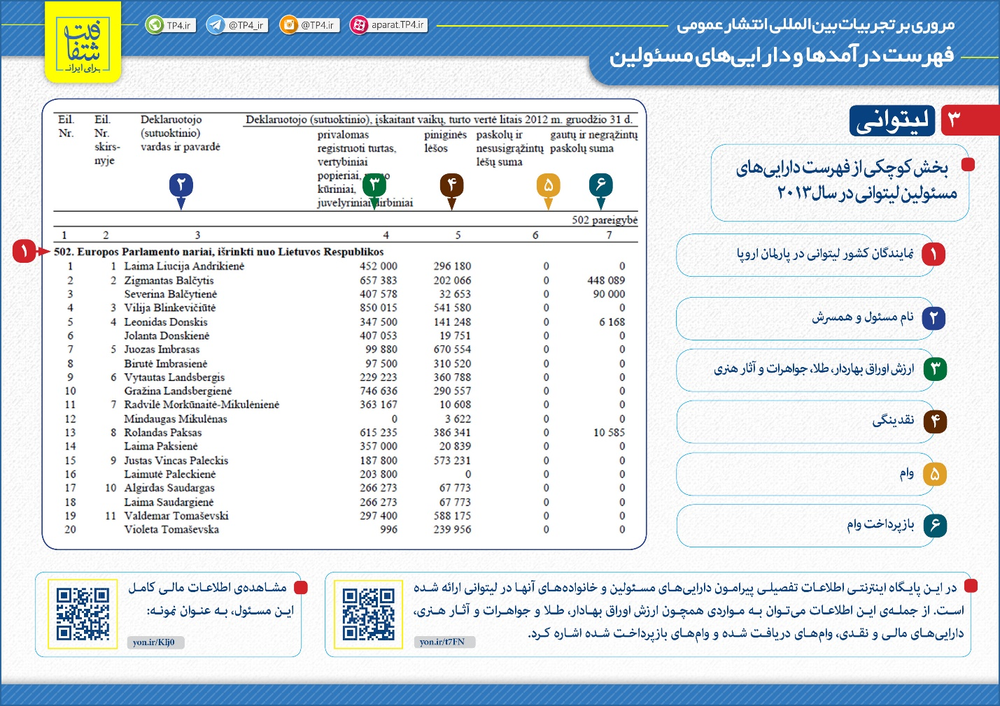 مروری بر تجربیات بین‌المللی انتشار عمومی
فهرست درآمدها و دارایی‌های مسئولین
aparat.TP4.ir
@TP4.ir
@TP4_ir
TP4.ir
شفافیت
برای ایران
۳
لیتوانی
بخش کوچکی از فهرست دارایی‌های
مسئولین لیتوانی در سال ۲۰۱۳
۱ نمایندگان کشور لیتوانی در پارلمان اروپا
۲ نام مسئول و همسرش
۳ ارزش اوراق بهادار، طلا، جواهرات و آثار هنری
۴ نقدینگی
۵ وام
۶ بازپرداخت وام
Eil. Eil. Deklaruotojo Deklaruotojo (sutuoktinio), įskaitant vaikų, turto vertė litais 2012 m. gruodžio 31 d.
Nr. Nr. (sutuoktinio) privalomas piniginės paskolų ir gautų ir negrąžintų
skirs- vardas ir pavardė registruoti turtas, lėšos nesusigrąžintų paskolų suma
nyje vertybiniai lėšų suma
popieriai,
kūriniai,
juvelyriniai dirbiniai
۲ ۳ ۴ ۵ ۶
502 pareigybė
1 2 3 4 5 6 7
۱
502. Europos Parlamento nariai, išrinkti nuo Lietuvos Respublikos
1 1 Laima Liucija Andrikienė 452 000 296 180 0 0
2 2 Zigmantas Balčytis 657 383 202 066 0 448 089
3 Severina Balčytienė 407 578 32 653 0 90 000
4 3 Vilija Blinkevičiūtė 850 015 541 580 0 0
5 4 Leonidas Donskis 347 500 141 248 0 6 168
6 Jolanta Donskienė 407 053 19 751 0 0
7 5 Juozas Imbrasas 99 880 670 554 0 0
8 Birutė Imbrasienė 97 500 310 520 0 0
9 6 Vytautas Landsbergis 229 223 360 788 0 0
10 Gražina Landsbergienė 746 636 290 557 0 0
11 7 Radvilė Morkūnaitė-Mikulėnienė 363 167 10 608 0 0
12 Mindaugas Mikulėnas 0 3 622 0 0
13 8 Rolandas Paksas 615 235 386 341 0 10 585
14 Laima Paksienė 357 000 20 839 0 0
15 9 Justas Vincas Paleckis 187 800 573 231 0 0
16 Laimutė Paleckienė 203 800 0 0 0
17 10 Algirdas Saudargas 266 273 67 773 0 0
18 Laima Saudargienė 266 273 67 773 0 0
19 11 Valdemar Tomaševski 297 400 588 175 0 0
20 Violeta Tomaševska 996 239 956 0 0
در این پایگاه اینترنتی اطلاعات تفصیلی پیرامون دارایی‌های مسئولین و خانواده‌های آنها در لیتوانی ارائه شده
است. از جمله‌ی این اطلاعات می‌توان به مواردی همچون ارزش اوراق بهادار، طلا و جواهرات و آثار هنری،
دارایی‌های مالی و نقدی، وام‌های دریافت شده و وام‌های بازپرداخت شده اشاره کرد.
yon.ir/t7FN
مشاهده‌ی اطلاعات مالی کامل
این مسئول، به عنوان نمونه:
yon.ir/KIj0